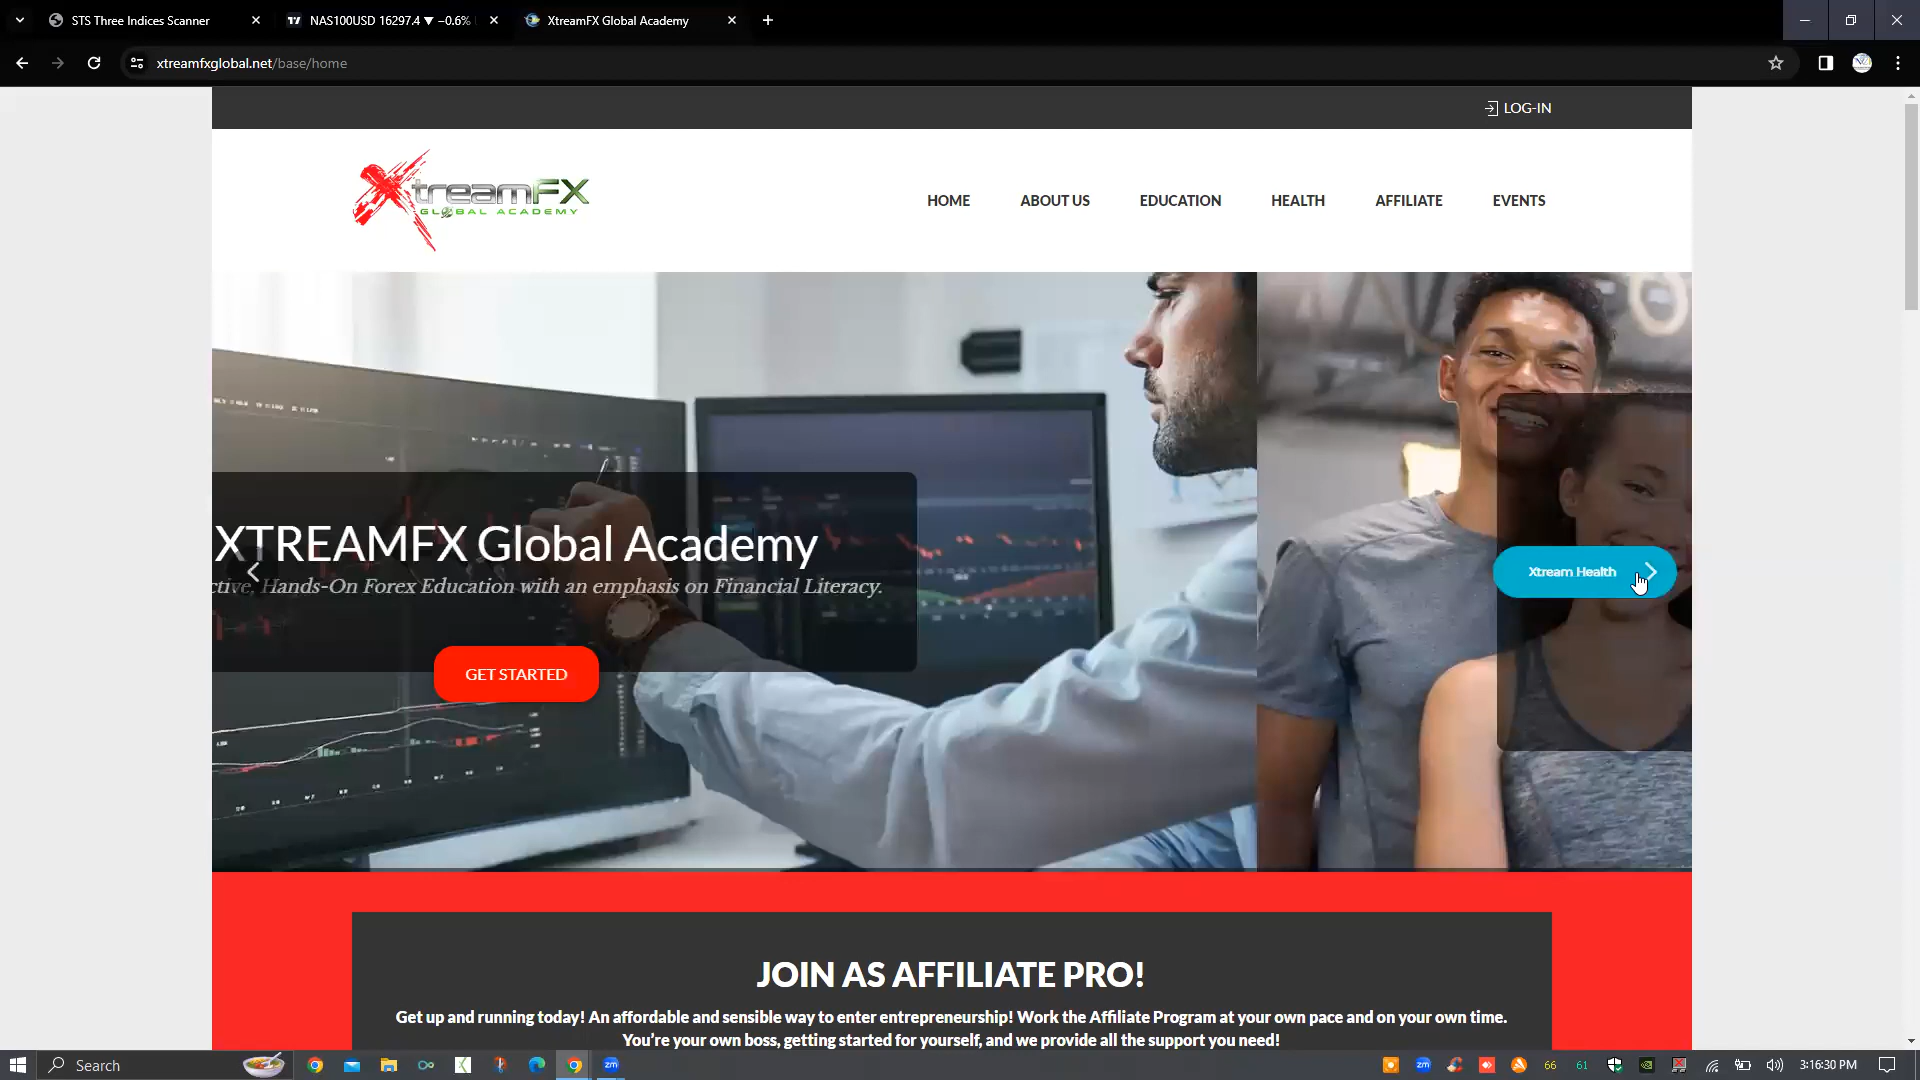 STS Three Indices Scanner
NAS100USD 16297.4 ▼ −0.6%
XtreamFX Global Academy
xtreamfxglobal.net/base/home
LOG-IN
XtreamFX
GLOBAL ACADEMY
HOME
ABOUT US
EDUCATION
HEALTH
AFFILIATE
EVENTS
XTREAMFX Global Academy
ctive, Hands-On Forex Education with an emphasis on Financial Literacy.
Xtream Health
GET STARTED
JOIN AS AFFILIATE PRO!
Get up and running today! An affordable and sensible way to enter entrepreneurship! Work the Affiliate Program at your own pace and on your own time.
You're your own boss, getting started for yourself, and we provide all the support you need!
Search
66
61
3:16:30 PM